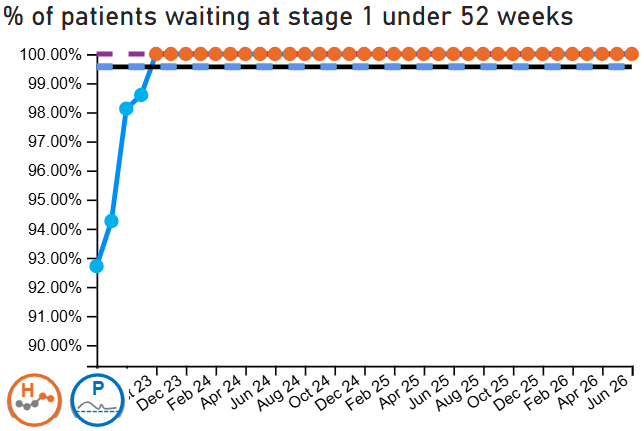 % of patients waiting at stage 1 under 52 weeks
100.00%
99.00%
98.00%
97.00%
96.00%
95.00%
94.00%
93.00%
92.00%
91.00%
90.00%
23
Dec 23
Feb 24
Apr 24
Jun 24
Aug 24
Oct 24
Dec 24
Feb 25
Apr 25
Jun 25
Aug 25
Oct 25
Dec 25
Feb 26
Apr 26
Jun 26
H
P